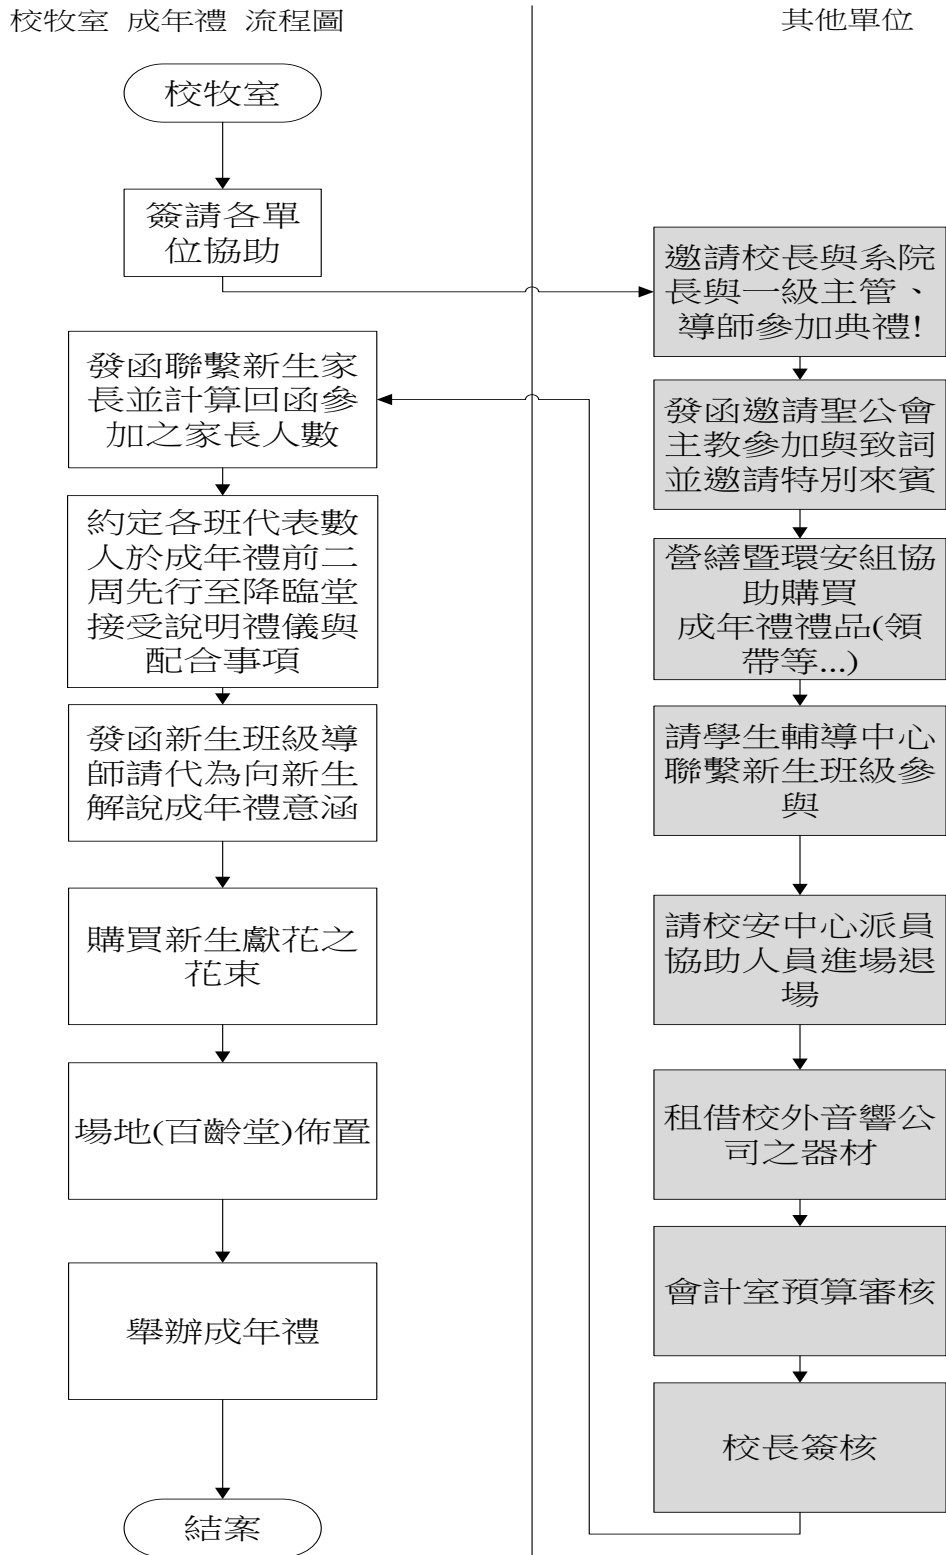 校牧室 成年禮 流程圖
其他單位
校牧室
簽請各單
位協助
邀請校長與系院
長與一級主管、
導師參加典禮!
發函邀請聖公會
主教參加與致詞
並邀請特別來賓
營繕暨環安組協
助購買
成年禮禮品(領
帶等...)
請學生輔導中心
聯繫新生班級參
與
請校安中心派員
協助人員進場退
場
租借校外音響公
司之器材
會計室預算審核
校長簽核
發函聯繫新生家
長並計算回函參
加之家長人數
約定各班代表數
人於成年禮前二
周先行至降臨堂
接受說明禮儀與
配合事項
發函新生班級導
師請代為向新生
解說成年禮意涵
購買新生獻花之
花束
場地(百齡堂)佈置
舉辦成年禮
結案